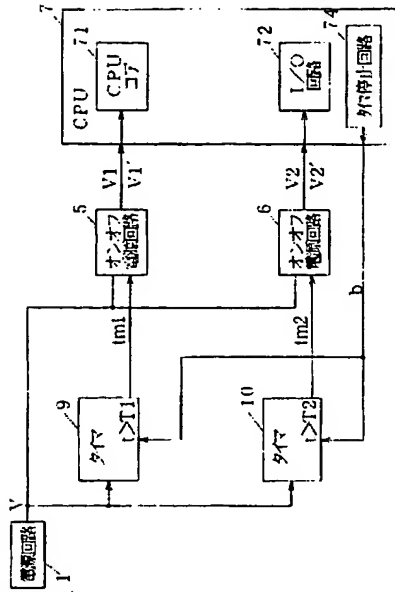 電源回路
1
V
タイマ
9
t>T1
タイマ
10
t>T2
tm1
tm2
b
オンオフ
電源回路
5
オンオフ
電源回路
6
V1
V1'
V2
V2'
CPU
7
CPU
コア
71
I/O
回路
72
タイマ停止回路
74